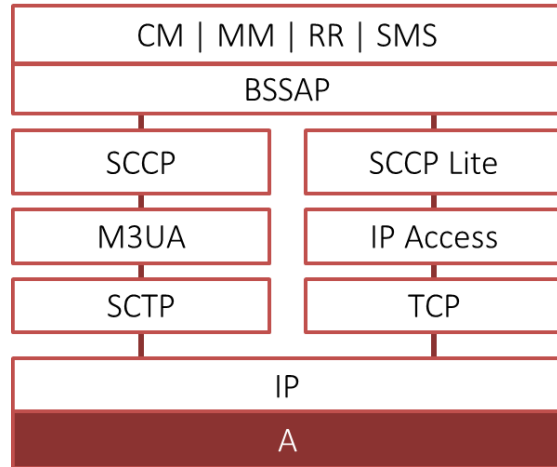 CM | MM | RR | SMS
BSSAP
SCCP
SCCP Lite
M3UA
IP Access
SCTP
TCP
IP
A